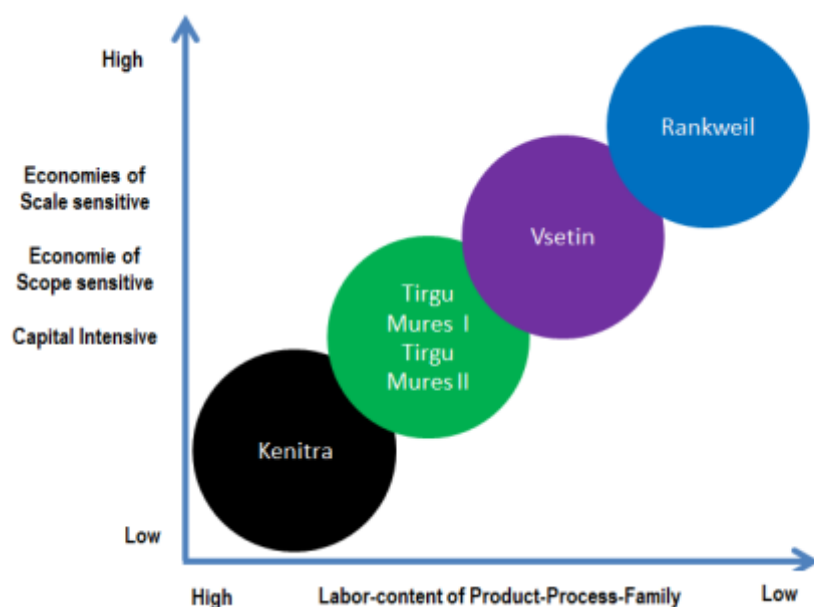 High
Economies of
Scale sensitive
Economie of
Scope sensitive
Capital Intensive
Low
Rankweil
Vsetin
Tirgu
Mures I
Tirgu
Mures II
Kenitra
High
Labor-content of Product-Process-Family
Low